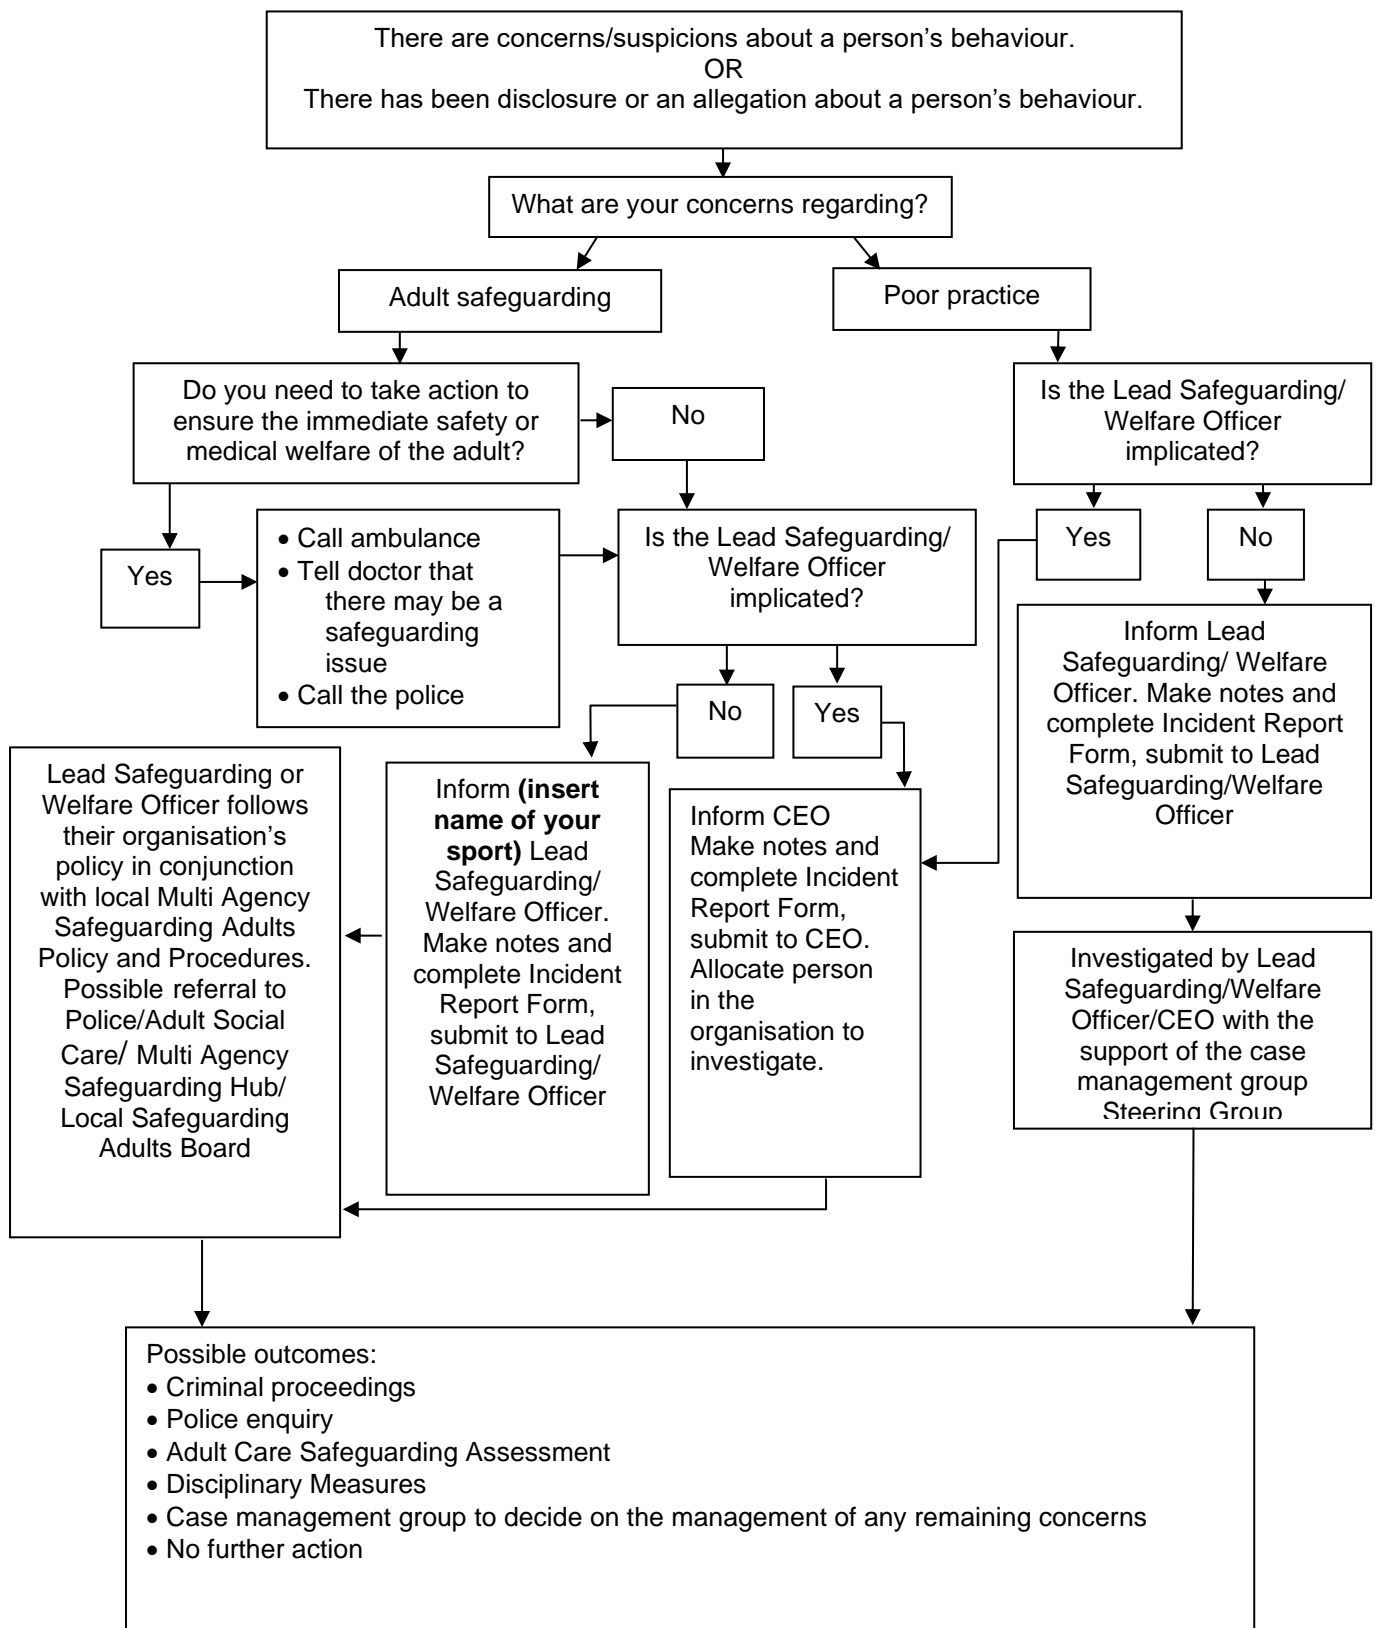 There are concerns/suspicions about a person’s behaviour.
OR
There has been disclosure or an allegation about a person’s behaviour.
What are your concerns regarding?
Adult safeguarding
Poor practice
Do you need to take action to
ensure the immediate safety or
medical welfare of the adult?
No
Is the Lead Safeguarding/
Welfare Officer
implicated?
Yes
• Call ambulance
• Tell doctor that
there may be a
safeguarding
issue
• Call the police
Is the Lead Safeguarding/
Welfare Officer
implicated?
Yes
No
No
Yes
Inform Lead
Safeguarding/ Welfare
Officer. Make notes and
complete Incident Report
Form, submit to Lead
Safeguarding/Welfare
Officer
Lead Safeguarding or
Welfare Officer follows
their organisation’s
policy in conjunction
with local Multi Agency
Safeguarding Adults
Policy and Procedures.
Possible referral to
Police/Adult Social
Care/ Multi Agency
Safeguarding Hub/
Local Safeguarding
Adults Board
Inform (insert
name of your
sport) Lead
Safeguarding/
Welfare Officer.
Make notes and
complete Incident
Report Form,
submit to Lead
Safeguarding/
Welfare Officer
Inform CEO
Make notes and
complete Incident
Report Form,
submit to CEO.
Allocate person
in the
organisation to
investigate.
Investigated by Lead
Safeguarding/Welfare
Officer/CEO with the
support of the case
management group
Steering Group
Possible outcomes:
• Criminal proceedings
• Police enquiry
• Adult Care Safeguarding Assessment
• Disciplinary Measures
• Case management group to decide on the management of any remaining concerns
• No further action